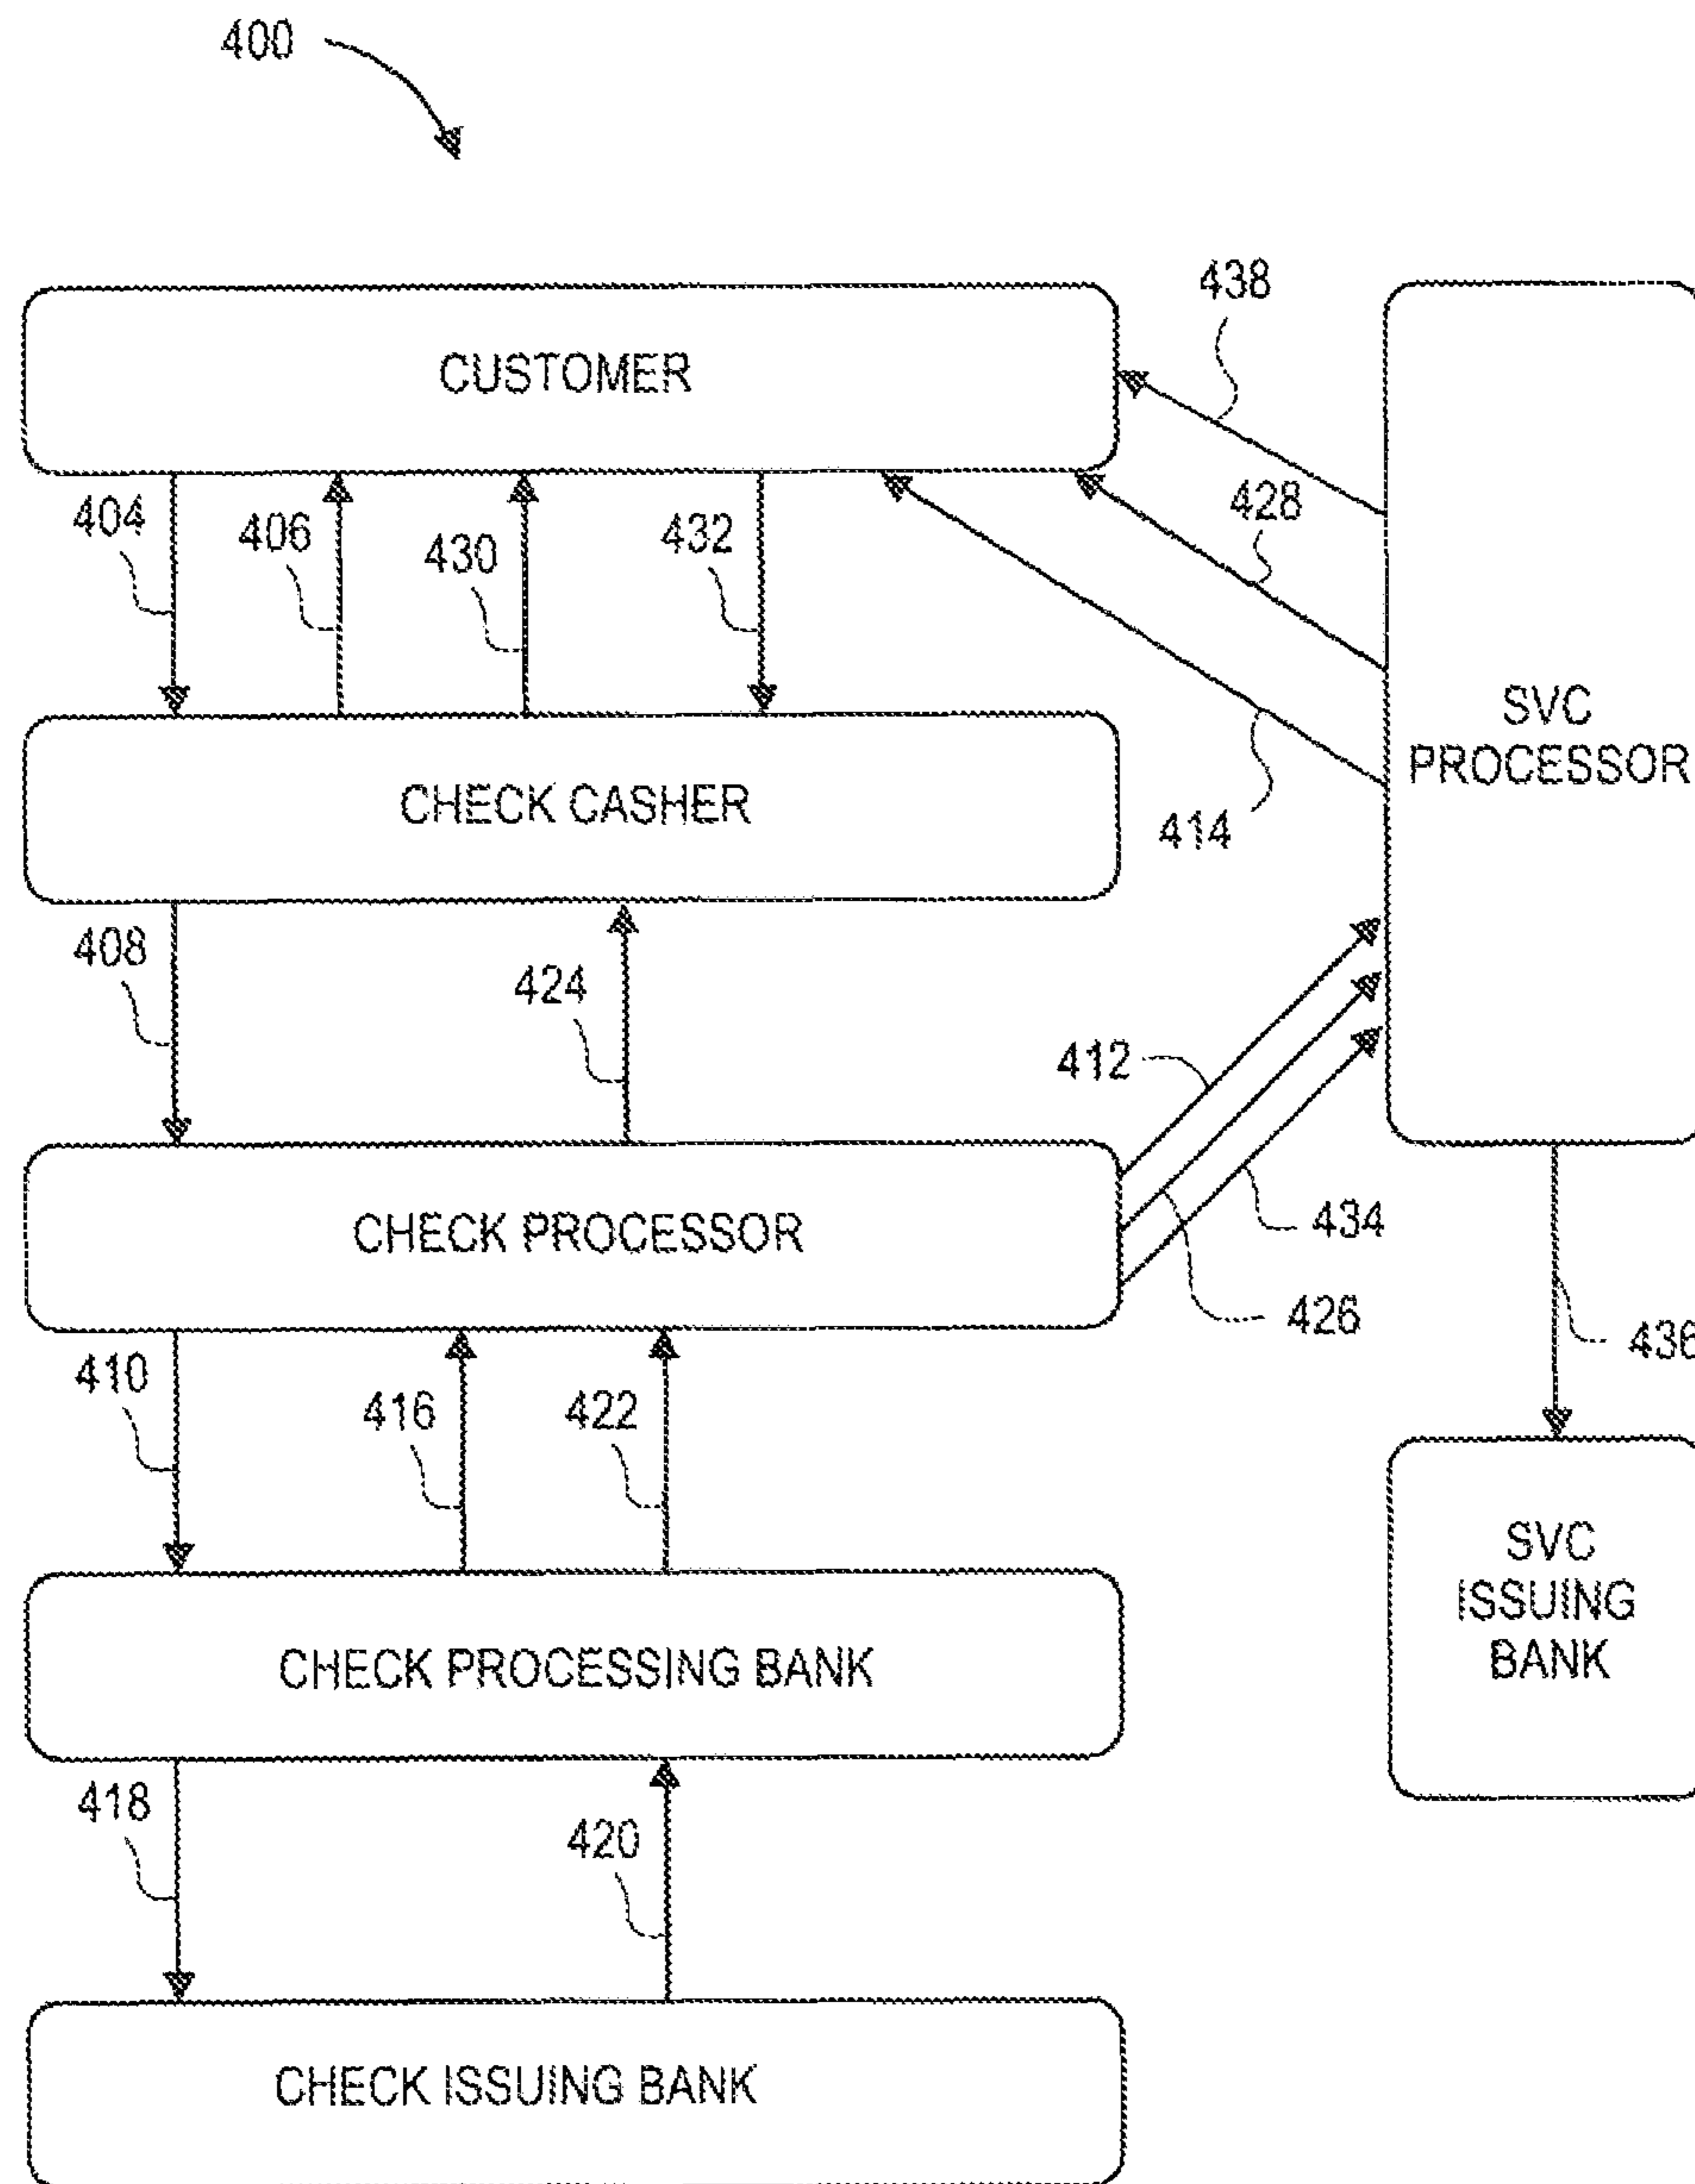 400
438
CUSTOMER
428
404
406
430
432
SVC
PROCESSOR
414
CHECK CASHER
408
424
412
CHECK PROCESSOR
434
426
436
410
416
422
SVC
ISSUING
BANK
CHECK PROCESSING BANK
418
420
CHECK ISSUING BANK